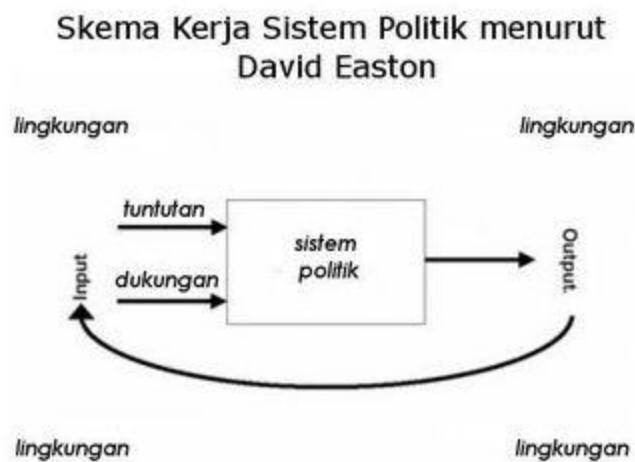 Skema Kerja Sistem Politik menurut
David Easton
lingkungan
lingkungan
tuntutan
dukungan
Input
sistem
politik
Output
lingkungan
lingkungan